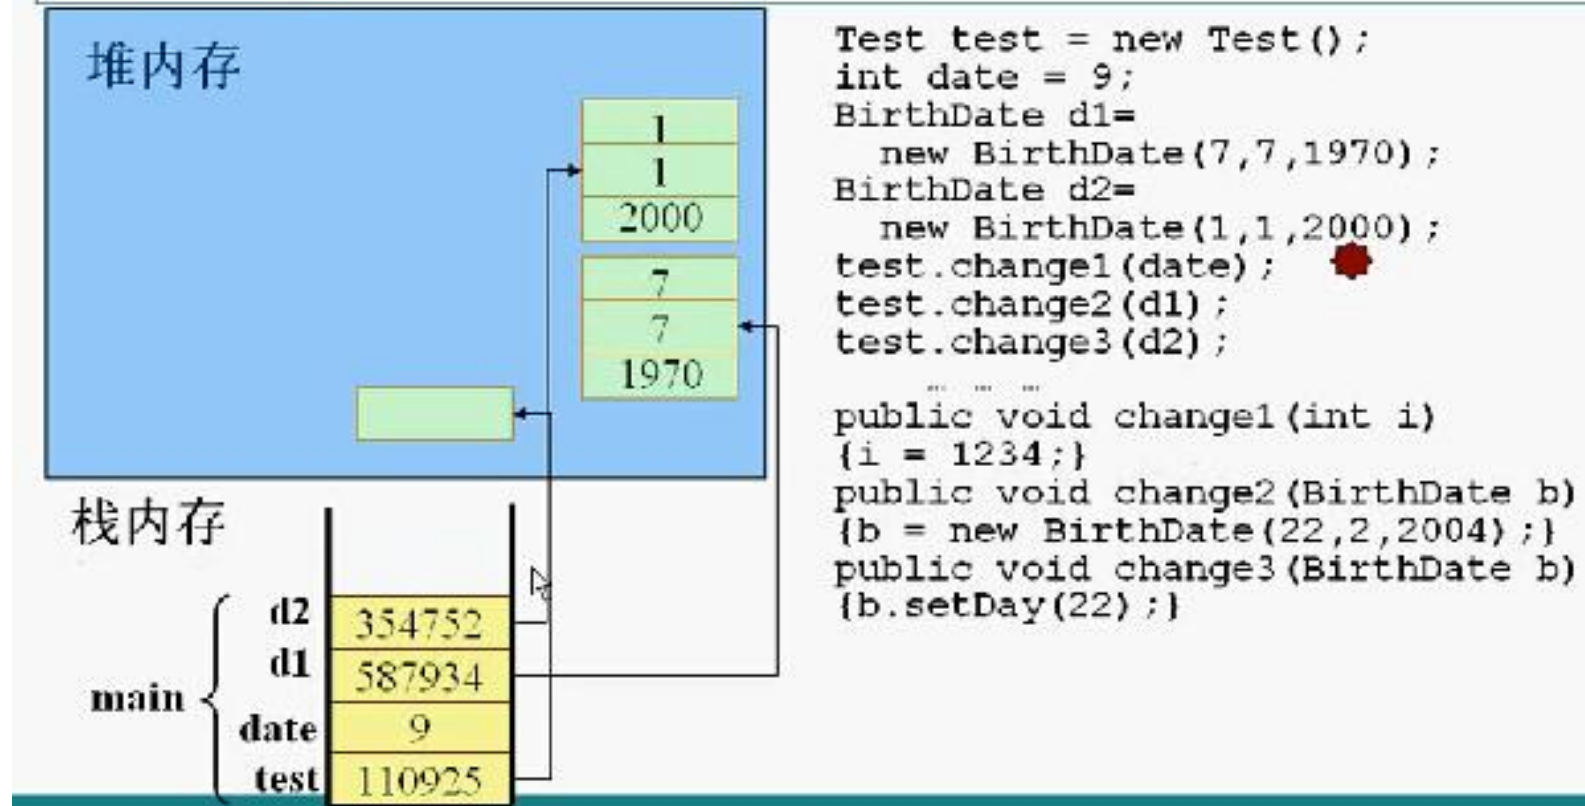 堆内存
1
1
2000
7
7
1970
栈内存
d2 354752
d1 587934
main
date 9
test 110925
Test test = new Test();
int date = 9;
BirthDate d1=
new BirthDate(7,7,1970);
BirthDate d2=
new BirthDate(1,1,2000);
test.change1(date);
test.change2(d1);
test.change3(d2);
... ... ...
public void change1(int i)
{i = 1234;}
public void change2(BirthDate b)
{b = new BirthDate(22,2,2004);}
public void change3(BirthDate b)
{b.setDay(22);}